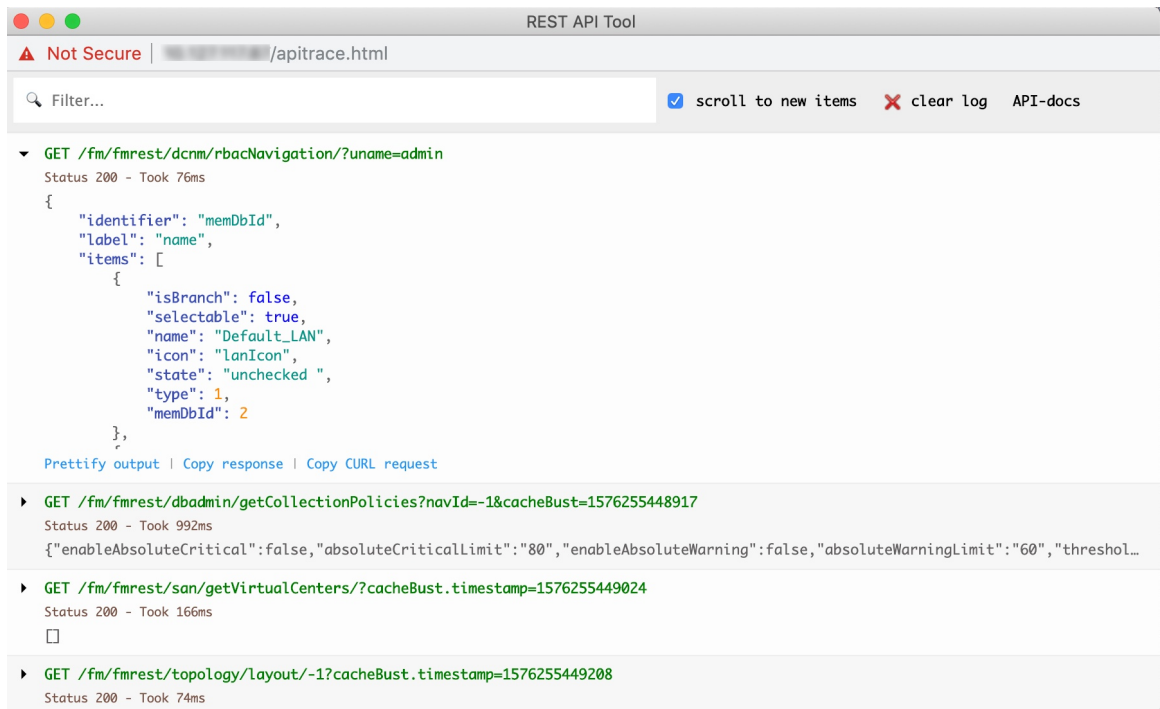 REST API Tool
Not Secure | /apitrace.html
Filter... scroll to new items clear log API-docs
GET /fm/fmrest/dcnm/rbacNavigation/?uname=admin
Status 200 - Took 76ms
{
"identifier": "memDbId",
"label": "name",
"items": [
{
"isBranch": false,
"selectable": true,
"name": "Default_LAN",
"icon": "lanIcon",
"state": "unchecked ",
"type": 1,
"memDbId": 2
},
Prettify output | Copy response | Copy CURL request
GET /fm/fmrest/dbadmin/getCollectionPolicies?navId=-1&cacheBust=1576255448917
Status 200 - Took 992ms
{"enableAbsoluteCritical":false,"absoluteCriticalLimit":"80","enableAbsoluteWarning":false,"absoluteWarningLimit":"60","threshol…
GET /fm/fmrest/san/getVirtualCenters/?cacheBust.timestamp=1576255449024
Status 200 - Took 166ms
[]
GET /fm/fmrest/topology/layout/-1?cacheBust.timestamp=1576255449208
Status 200 - Took 74ms